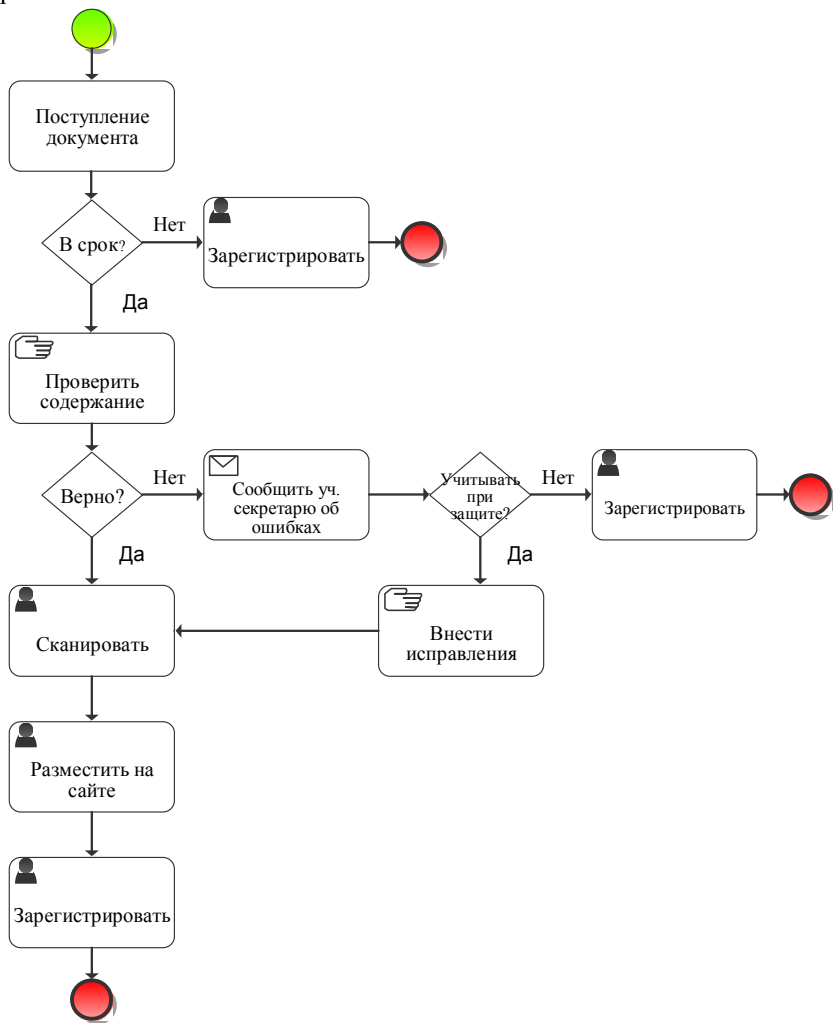 Поступление
документа
В срок?
Нет
Зарегистрировать
Да
Проверить
содержание
Верно?
Нет
Сообщить уч.
секретарю об
ошибках
Учитывать
при
защите?
Нет
Зарегистрировать
Да
Да
Сканировать
Внести
исправления
Разместить на
сайте
Зарегистрировать